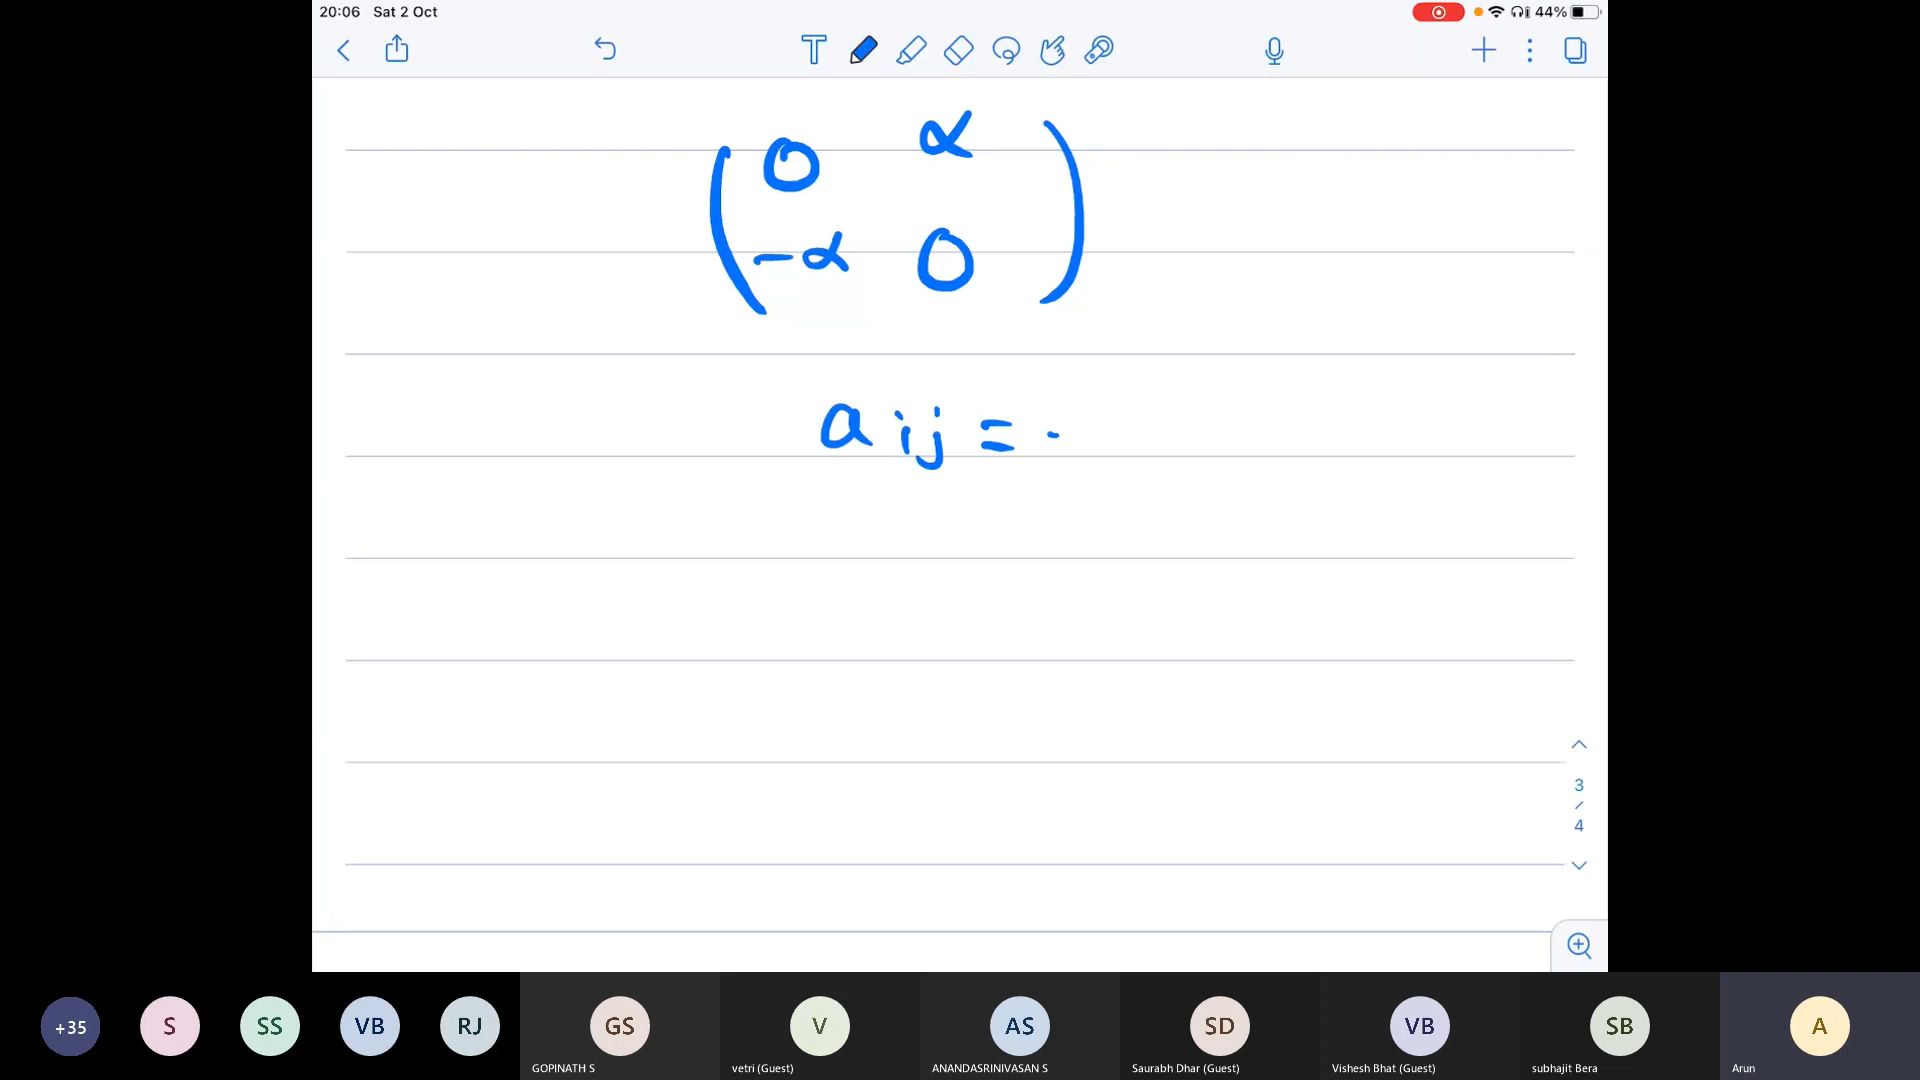 20:06 Sat 2 Oct
44%
T
0 α
-α 0
a ij = -
3
/
4
+35
S
SS
VB
RJ
GS
V
AS
SD
VB
SB
A
GOPINATH S
vetri (Guest)
ANANDASRINIVASAN S
Saurabh Dhar (Guest)
Vishesh Bhat (Guest)
subhajit Bera
Arun